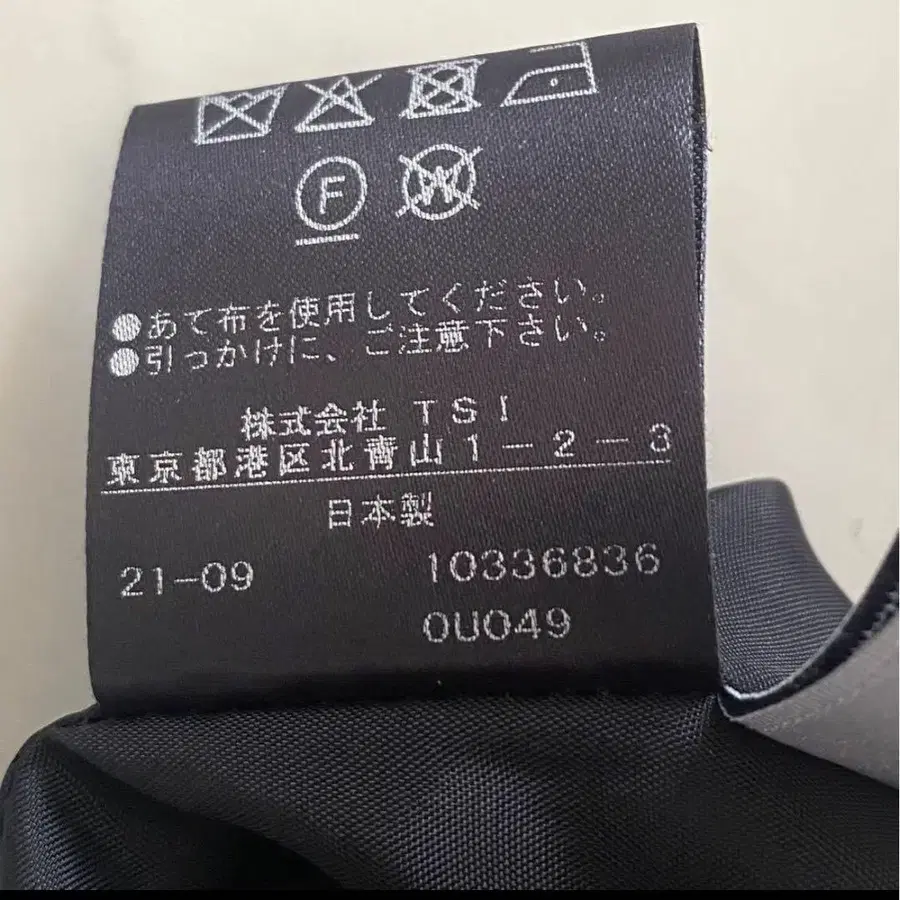 F W
●あて布を使用してください。
●引っかけに、ご注意下さい。
株式会社 TSI
東京都港区北青山1-2-3
日本製
21-09 10336836
0U049